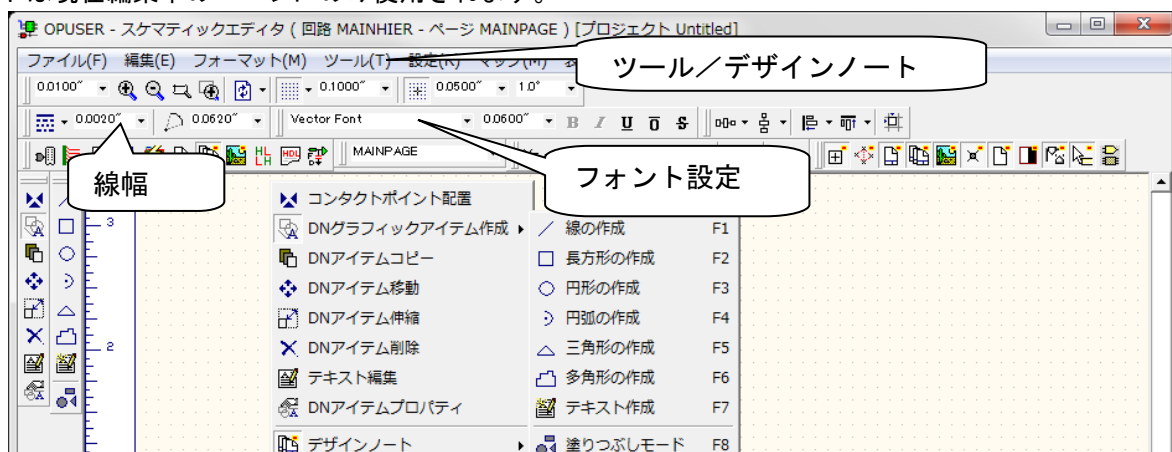 OPUSER - スケマティックエディタ ( 回路 MAINHIER - ページ MAINPAGE ) [プロジェクト Untitled]
ファイル(F) 編集(E) フォーマット(M) ツール(T) 設定(R) マップ(M)
ツール／デザインノート
0.0100" 0.1000" 0.0500" 1.0°
0.0020" 0.0620" Vector Font 0.0600" B I U O S
MAINPAGE
線幅
フォント設定
コンタクトポイント配置
3 DNグラフィックアイテム作成 線の作成 F1
DNアイテムコピー 長方形の作成 F2
DNアイテム移動 円形の作成 F3
DNアイテム伸縮 円弧の作成 F4
2 DNアイテム削除 三角形の作成 F5
テキスト編集 多角形の作成 F6
DNアイテムプロパティ テキスト作成 F7
デザインノート 塗りつぶしモード F8